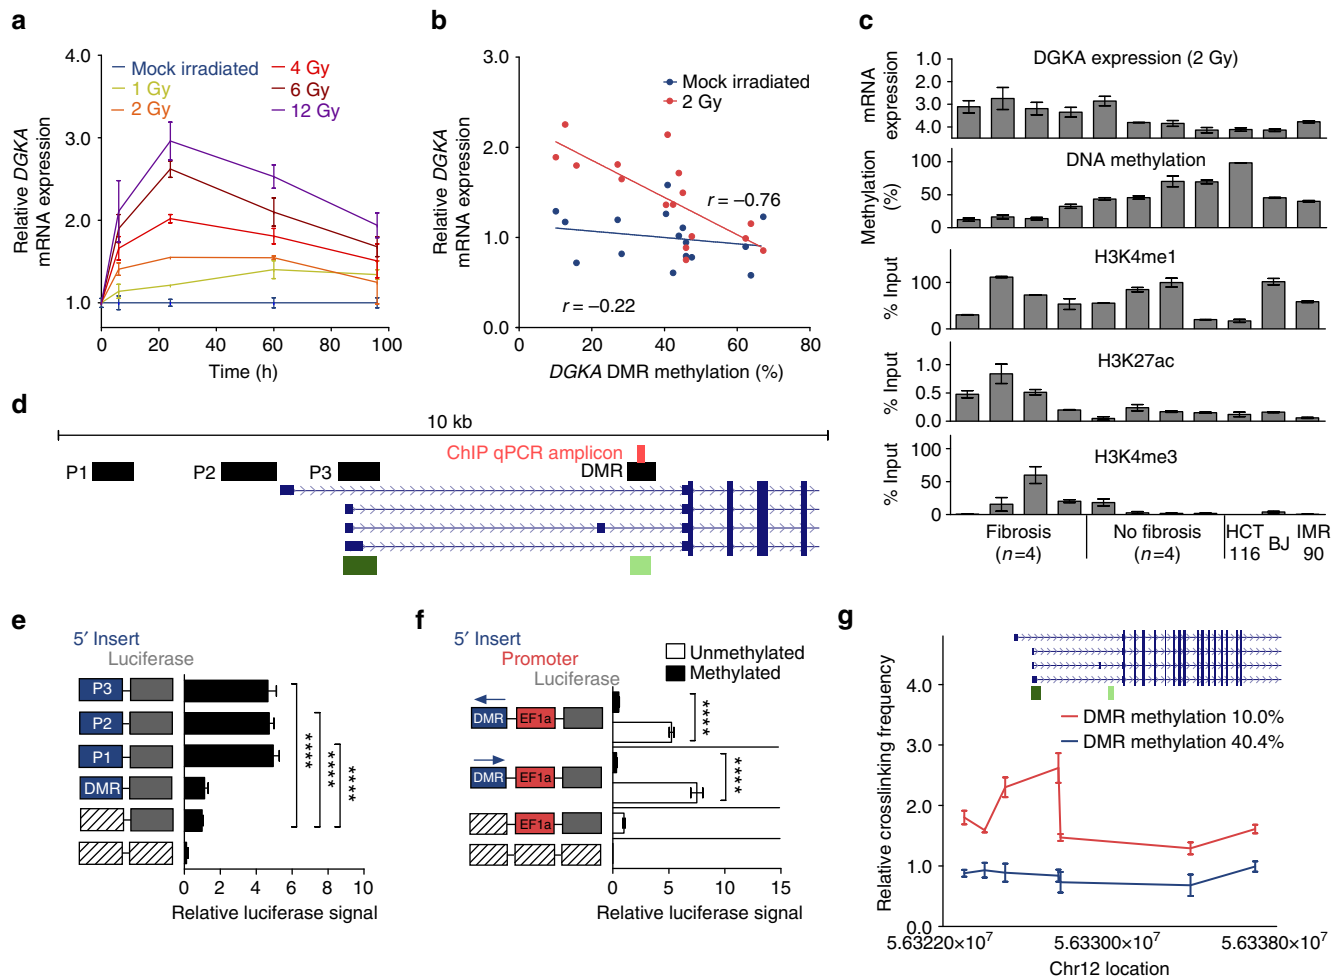 a
Relative DGKA
mRNA expression
4.0
3.0
2.0
1.0
Mock irradiated
1 Gy
2 Gy
4 Gy
6 Gy
12 Gy
0
20
40
60
80
100
Time (h)
b
Relative DGKA
mRNA expression
3.0
2.0
1.0
0.0
Mock irradiated
2 Gy
r = –0.76
r = –0.22
0
20
40
60
80
DGKA DMR methylation (%)
c
DGKA expression (2 Gy)
mRNA
expression
1.0
2.0
3.0
4.0
DNA methylation
Methylation
(%)
100
50
0
H3K4me1
% Input
100
0
H3K27ac
% Input
1.0
0.5
0.0
H3K4me3
% Input
100
50
0
Fibrosis
(n=4)
No fibrosis
(n=4)
HCT
116
BJ
IMR
90
d
10 kb
ChIP qPCR amplicon
P1
P2
P3
DMR
e
5′ Insert
Luciferase
P3
P2
P1
DMR
****
****
****
0 2 4 6 8 10
Relative luciferase signal
f
5′ Insert
Promoter
Luciferase
Unmethylated
Methylated
DMR EF1a
DMR EF1a
EF1a
****
****
0 5 10 15
Relative luciferase signal
g
Relative crosslinking frequency
4.0
3.0
2.0
1.0
0.0
DMR methylation 10.0%
DMR methylation 40.4%
5.63220×10⁷
5.63300×10⁷
5.63380×10⁷
Chr12 location